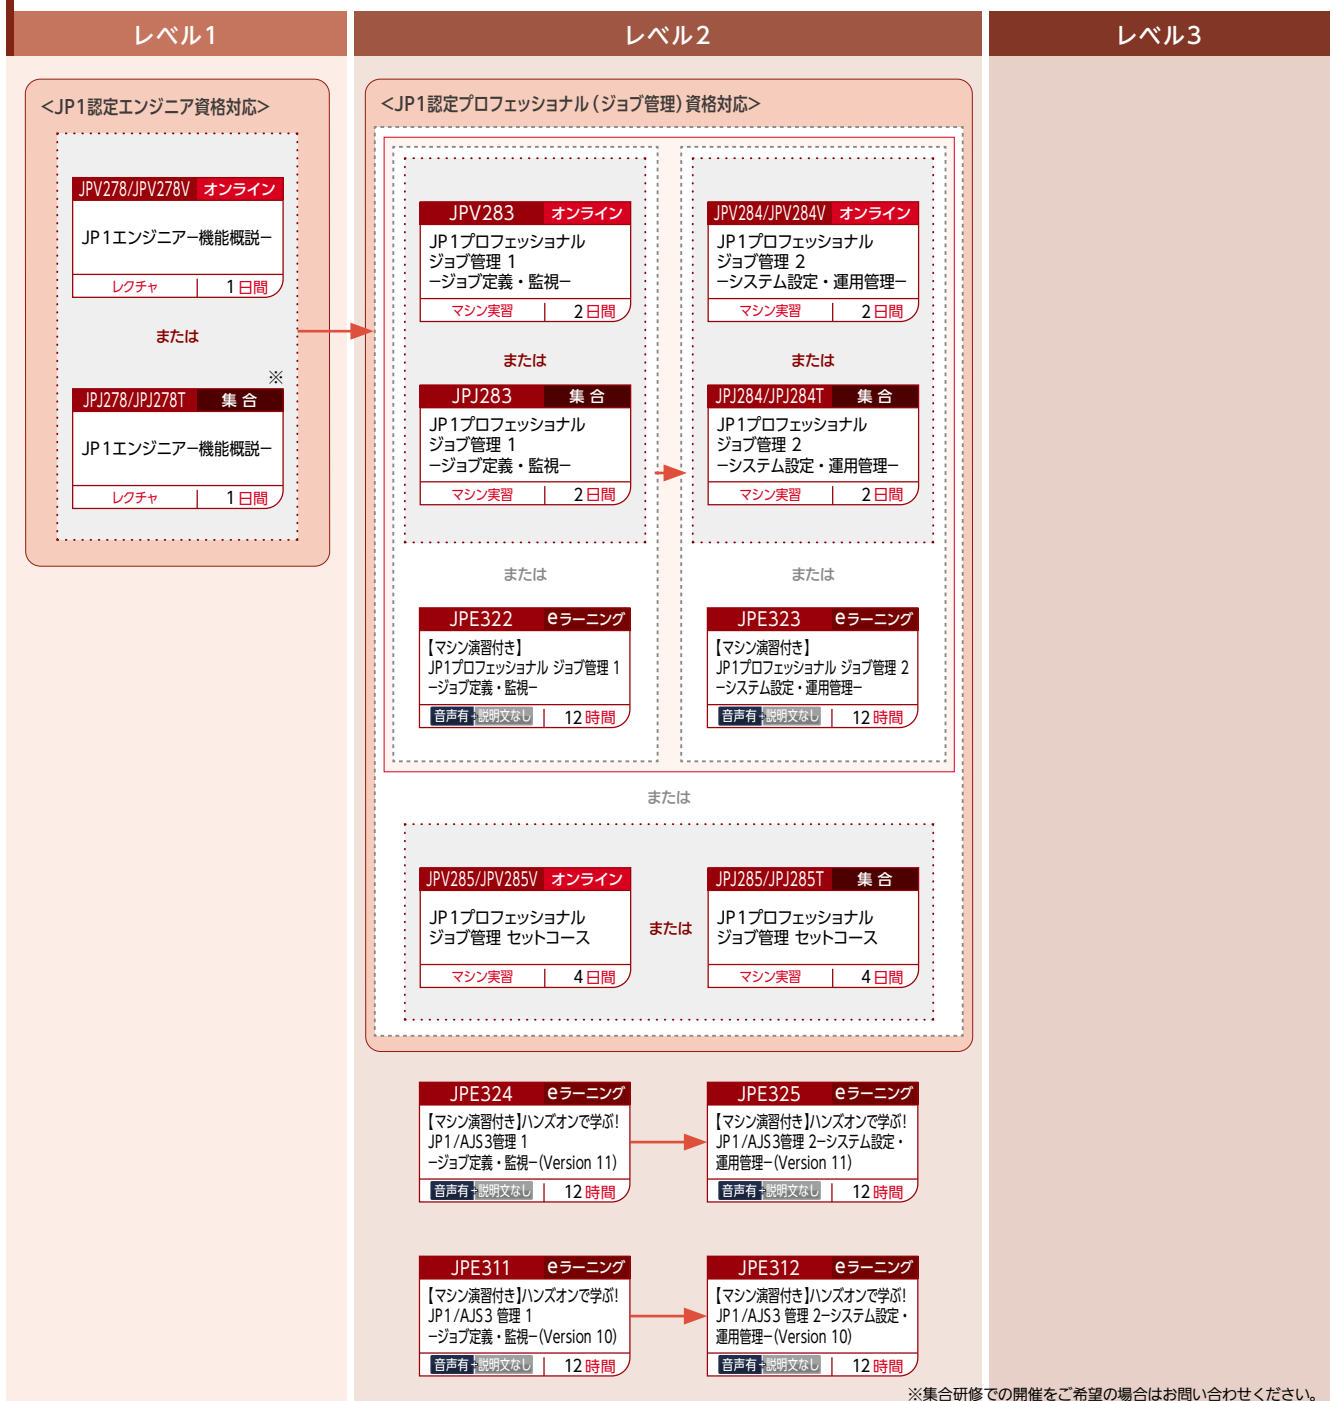 レベル1
レベル2
レベル3
<JP1認定エンジニア資格対応>
JPV278/JPV278V オンライン
JP1エンジニアー機能概説ー
レクチャ 1日間
または
※
JPJ278/JPJ278T 集合
JP1エンジニアー機能概説ー
レクチャ 1日間
<JP1認定プロフェッショナル(ジョブ管理)資格対応>
JPV283 オンライン
JP1プロフェッショナル
ジョブ管理 1
ージョブ定義・監視ー
マシン実習 2日間
または
JPJ283 集合
JP1プロフェッショナル
ジョブ管理 1
ージョブ定義・監視ー
マシン実習 2日間
または
JPE322 eラーニング
【マシン演習付き】
JP1プロフェッショナル ジョブ管理 1
ージョブ定義・監視ー
音声有+説明文なし 12時間
JPV284/JPV284V オンライン
JP1プロフェッショナル
ジョブ管理 2
ーシステム設定・運用管理ー
マシン実習 2日間
または
JPJ284/JPJ284T 集合
JP1プロフェッショナル
ジョブ管理 2
ーシステム設定・運用管理ー
マシン実習 2日間
または
JPE323 eラーニング
【マシン演習付き】
JP1プロフェッショナル ジョブ管理 2
ーシステム設定・運用管理ー
音声有+説明文なし 12時間
または
JPV285/JPV285V オンライン
JP1プロフェッショナル
ジョブ管理 セットコース
マシン実習 4日間
または
JPJ285/JPJ285T 集合
JP1プロフェッショナル
ジョブ管理 セットコース
マシン実習 4日間
JPE324 eラーニング
【マシン演習付き】ハンズオンで学ぶ!
JP1/AJS3管理 1
ージョブ定義・監視ー(Version 11)
音声有+説明文なし 12時間
JPE325 eラーニング
【マシン演習付き】ハンズオンで学ぶ!
JP1/AJS3管理 2ーシステム設定・
運用管理ー(Version 11)
音声有+説明文なし 12時間
JPE311 eラーニング
【マシン演習付き】ハンズオンで学ぶ!
JP1/AJS3 管理 1
ージョブ定義・監視ー(Version 10)
音声有+説明文なし 12時間
JPE312 eラーニング
【マシン演習付き】ハンズオンで学ぶ!
JP1/AJS3 管理 2ーシステム設定・
運用管理ー(Version 10)
音声有+説明文なし 12時間
※集合研修での開催をご希望の場合はお問い合わせください。